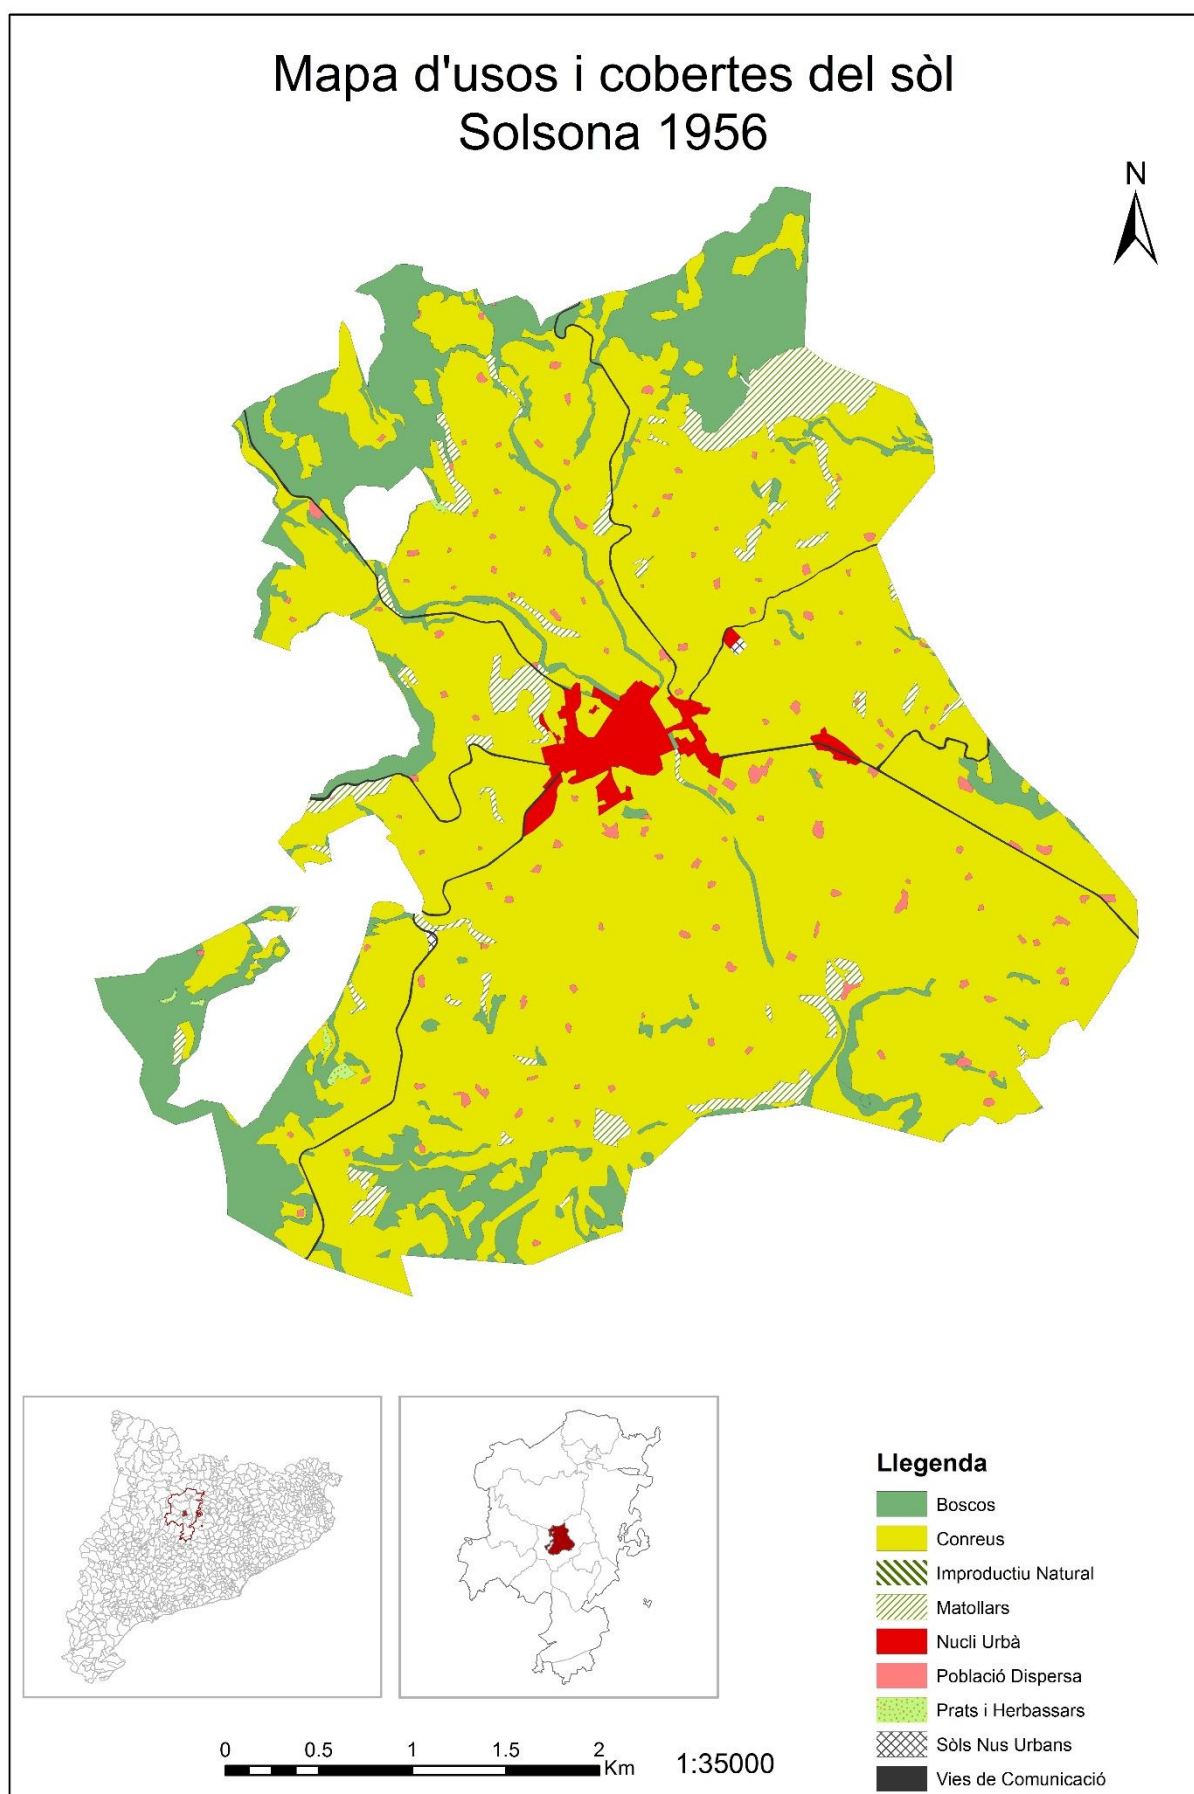 Mapa d'usos i cobertes del sòl
Solsona 1956
N
Llegenda
Boscos
Conreus
Improductiu Natural
Matollars
Nucli Urbà
Població Dispersa
Prats i Herbassars
Sòls Nus Urbans
Vies de Comunicació
0 0.5 1 1.5 2
Km
1:35000